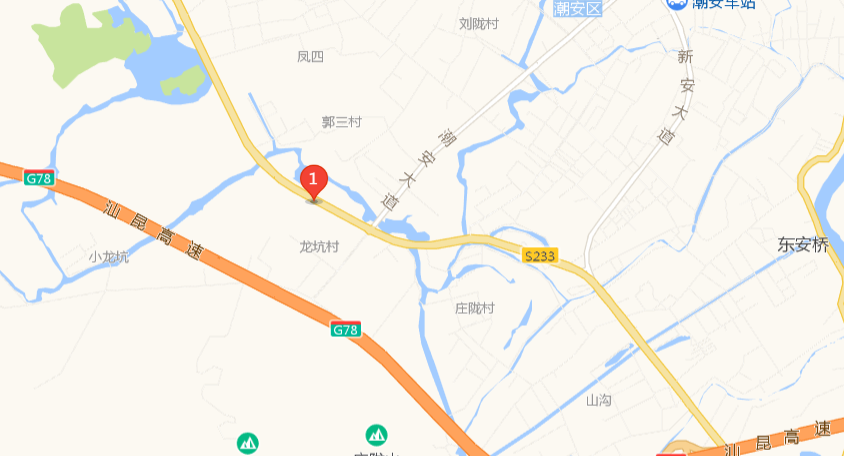 潮安区
潮安车站
刘陇村
凤四
新安大道
郭三村
潮安大道
1
G78
汕昆高速
龙坑村
小龙坑
东安桥
S233
庄陇村
G78
山沟
汕昆高速